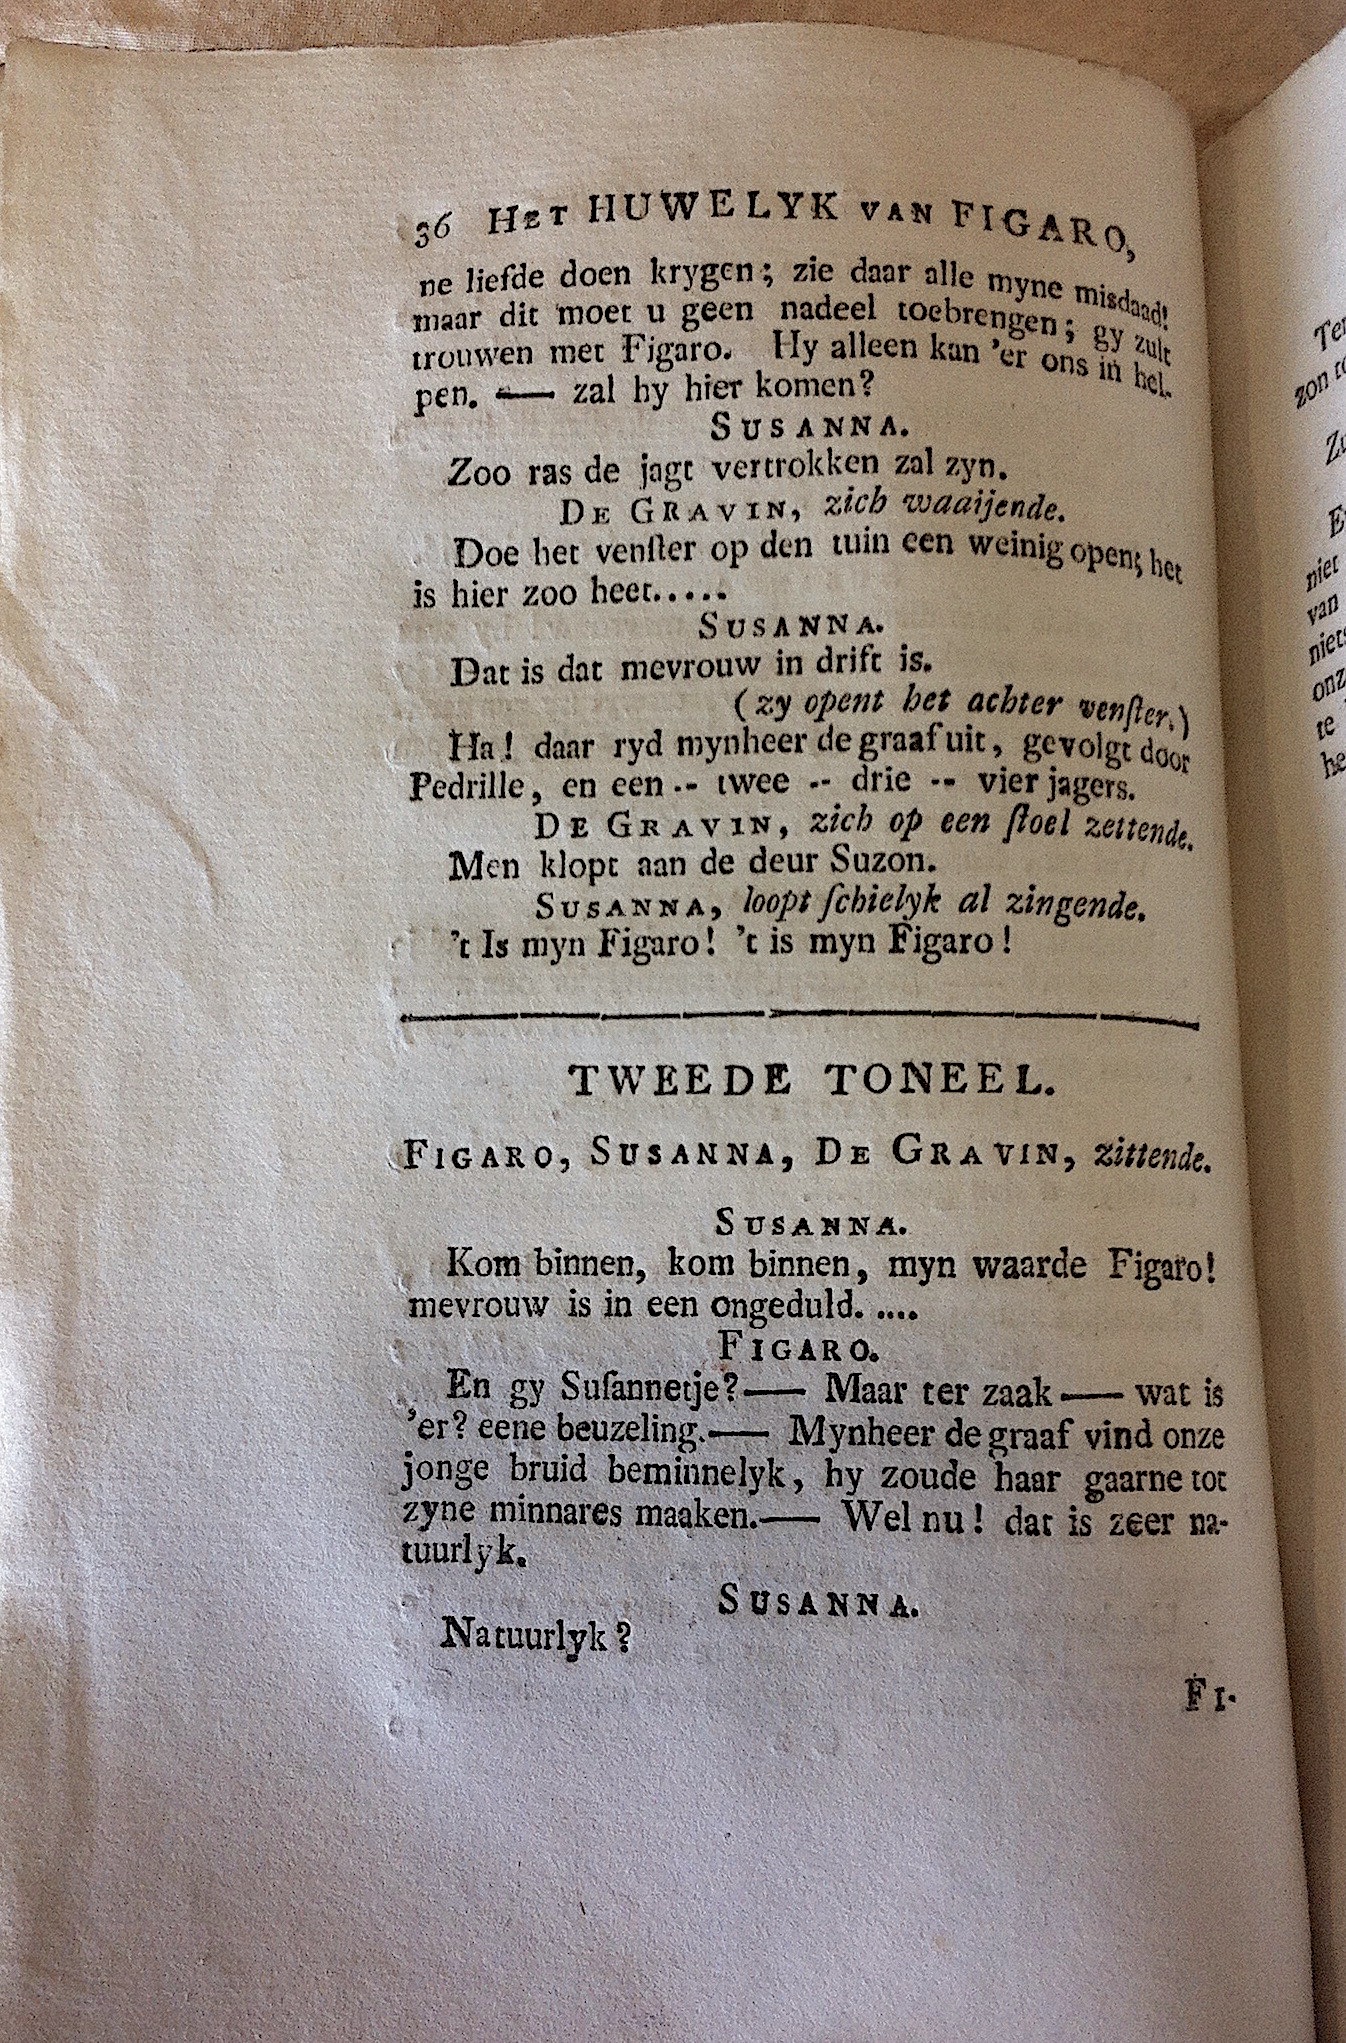 36 HET HUWELYK VAN FIGARO,
ne liefde doen krygen; zie daar alle myne misdaad!
maar dit moet u geen nadeel toebrengen; gy zult
trouwen met Figaro. Hy alleen kan 'er ons in hel.
pen. — zal hy hier komen?
SUSANNA.
Zoo ras de jagt vertrokken zal zyn.
DE GRAVIN, zich waaijende.
Doe het venſter op den tuin een weinig open; het
is hier zoo heet.....
SUSANNA.
Dat is dat mevrouw in drift is.
(zy opent het achter venſter.)
Ha! daar ryd mynheer de graaf uit, gevolgt door
Pedrille, en een -- twee -- drie -- vier jagers.
DE GRAVIN, zich op een ſtoel zettende.
Men klopt aan de deur Suzon.
SUSANNA, loopt ſchielyk al zingende.
't Is myn Figaro! 't is myn Figaro!
TWEEDE TONEEL.
FIGARO, SUSANNA, DE GRAVIN, zittende.
SUSANNA.
Kom binnen, kom binnen, myn waarde Figaro!
mevrouw is in een ongeduld. ....
FIGARO.
En gy Suſannetje?— Maar ter zaak — wat is
'er? eene beuzeling.— Mynheer de graaf vind onze
jonge bruid beminnelyk, hy zoude haar gaarne tot
zyne minnares maaken.— Wel nu! dat is zeer na-
tuurlyk.
SUSANNA.
Natuurlyk?
FI-
niet
van